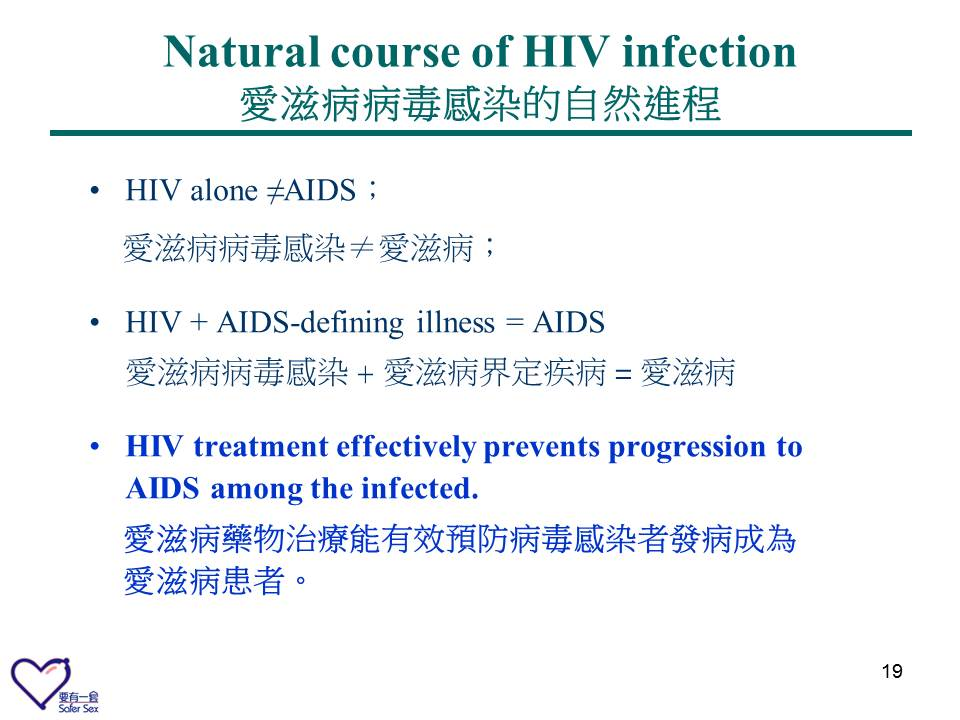 Natural course of HIV infection
愛滋病病毒感染的自然進程
• HIV alone ≠AIDS；
愛滋病病毒感染≠愛滋病；
• HIV + AIDS-defining illness = AIDS
愛滋病病毒感染 + 愛滋病界定疾病 = 愛滋病
• HIV treatment effectively prevents progression to
AIDS among the infected.
愛滋病藥物治療能有效預防病毒感染者發病成為
愛滋病患者。
要有一套
Safer Sex
19